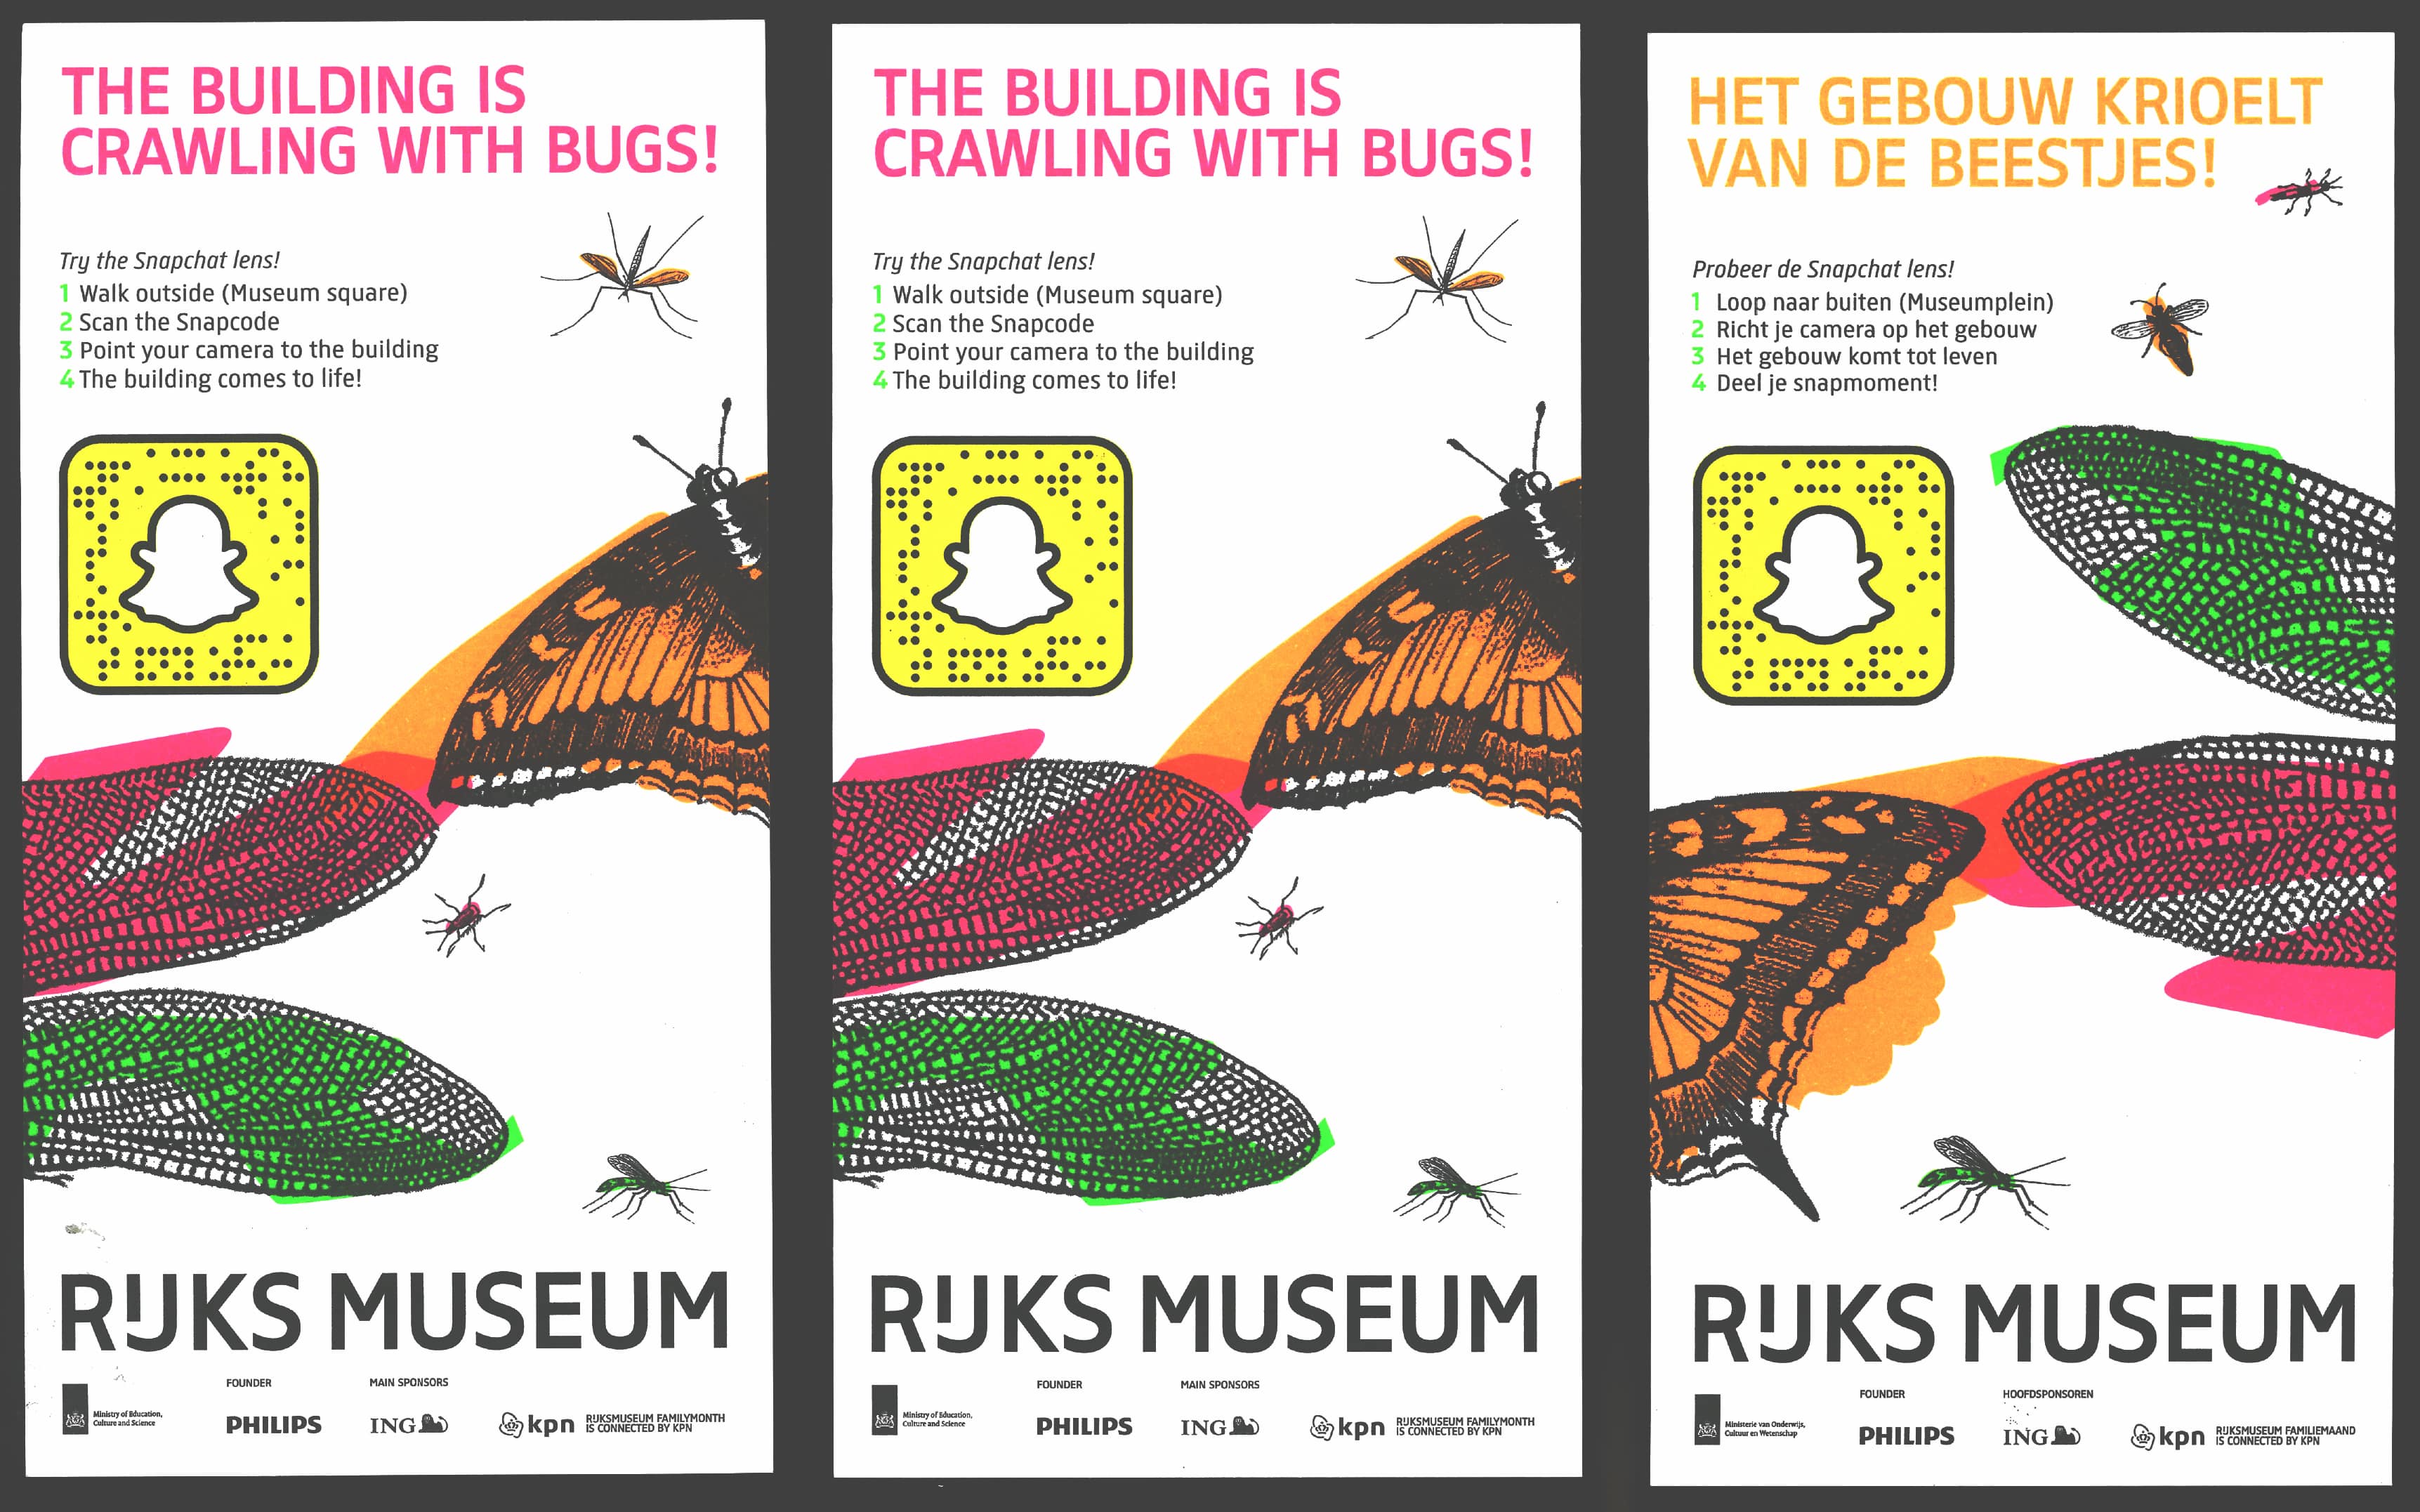 THE BUILDING IS
CRAWLING WITH BUGS!
Try the Snapchat lens!
1 Walk outside (Museum square)
2 Scan the Snapcode
3 Point your camera to the building
4 The building comes to life!
RIJKS MUSEUM
Ministry of Education,
Culture and Science
FOUNDER
PHILIPS
MAIN SPONSORS
ING
kpn
RIJKSMUSEUM FAMILYMONTH
IS CONNECTED BY KPN
THE BUILDING IS
CRAWLING WITH BUGS!
Try the Snapchat lens!
1 Walk outside (Museum square)
2 Scan the Snapcode
3 Point your camera to the building
4 The building comes to life!
RIJKS MUSEUM
Ministry of Education,
Culture and Science
FOUNDER
PHILIPS
MAIN SPONSORS
ING
kpn
RIJKSMUSEUM FAMILYMONTH
IS CONNECTED BY KPN
HET GEBOUW KRIOELT
VAN DE BEESTJES!
Probeer de Snapchat lens!
1 Loop naar buiten (Museumplein)
2 Richt je camera op het gebouw
3 Het gebouw komt tot leven
4 Deel je snapmoment!
RIJKS MUSEUM
Ministerie van Onderwijs,
Cultuur en Wetenschap
FOUNDER
PHILIPS
HOOFDSPONSOREN
ING
kpn
RIJKSMUSEUM FAMILIEMAAND
IS CONNECTED BY KPN